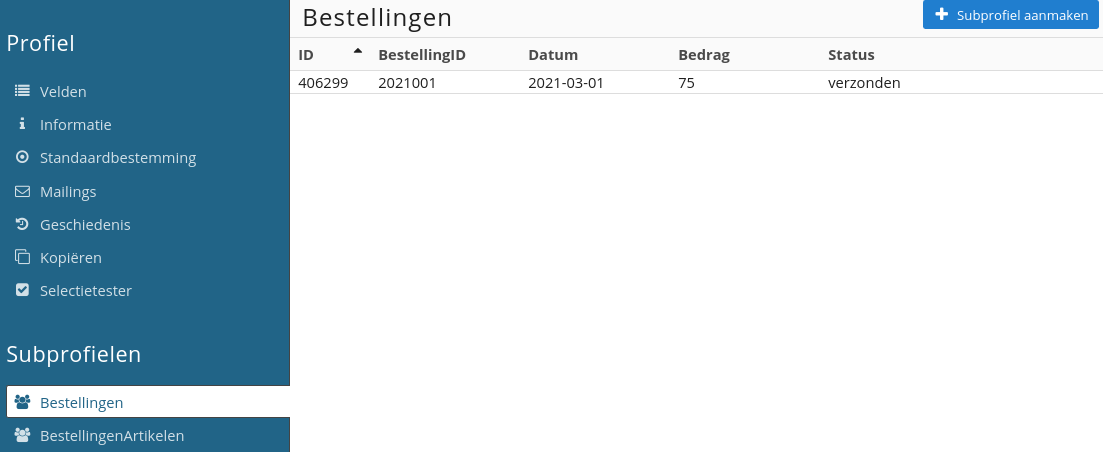 Profiel
Velden
Informatie
Standaardbestemming
Mailings
Geschiedenis
Kopiëren
Selectietester
Subprofielen
Bestellingen
BestellingenArtikelen
Bestellingen
Subprofiel aanmaken
ID BestellingID Datum Bedrag Status
406299 2021001 2021-03-01 75 verzonden